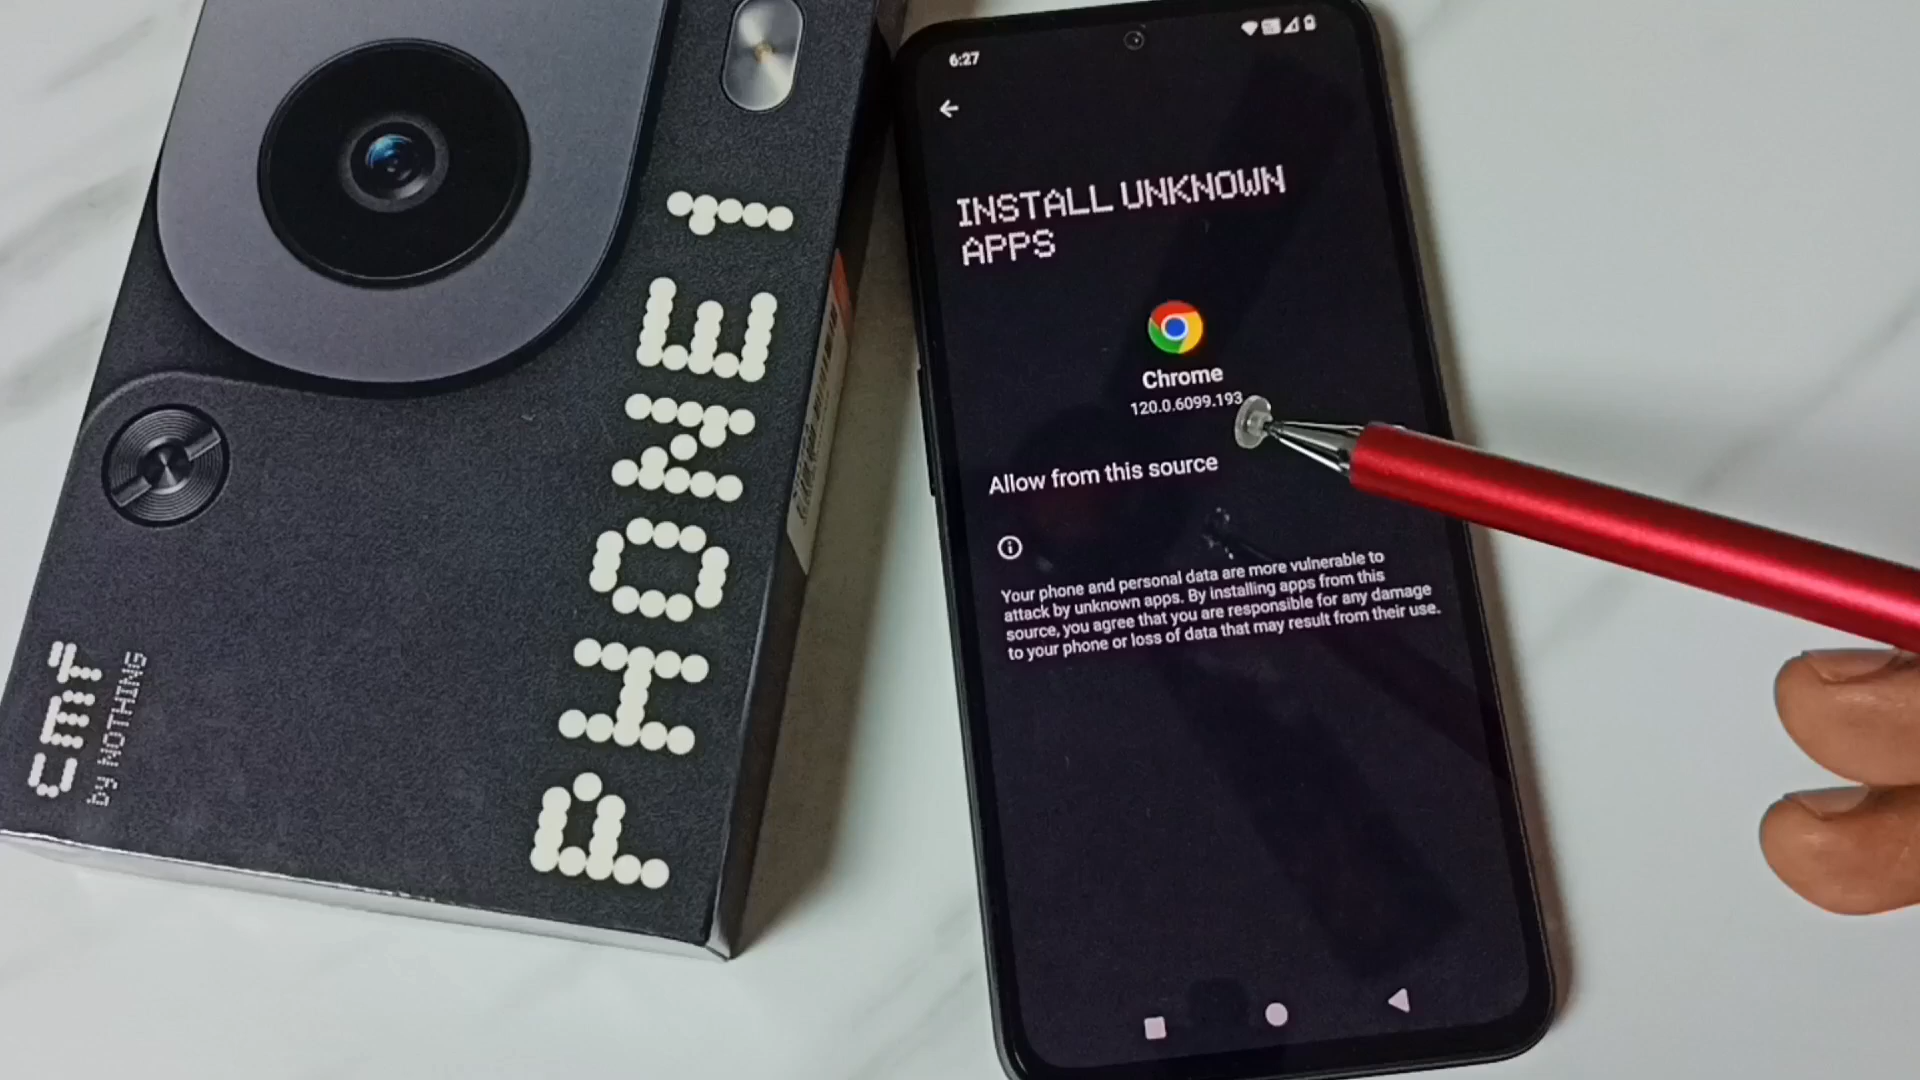 PHONE 1
cmf
by NOTHING
6:27
INSTALL UNKNOWN
APPS
Chrome
120.0.6099.193
Allow from this source
Your phone and personal data are more vulnerable to
attack by unknown apps. By installing apps from this
source, you agree that you are responsible for any damage
to your phone or loss of data that may result from their use.